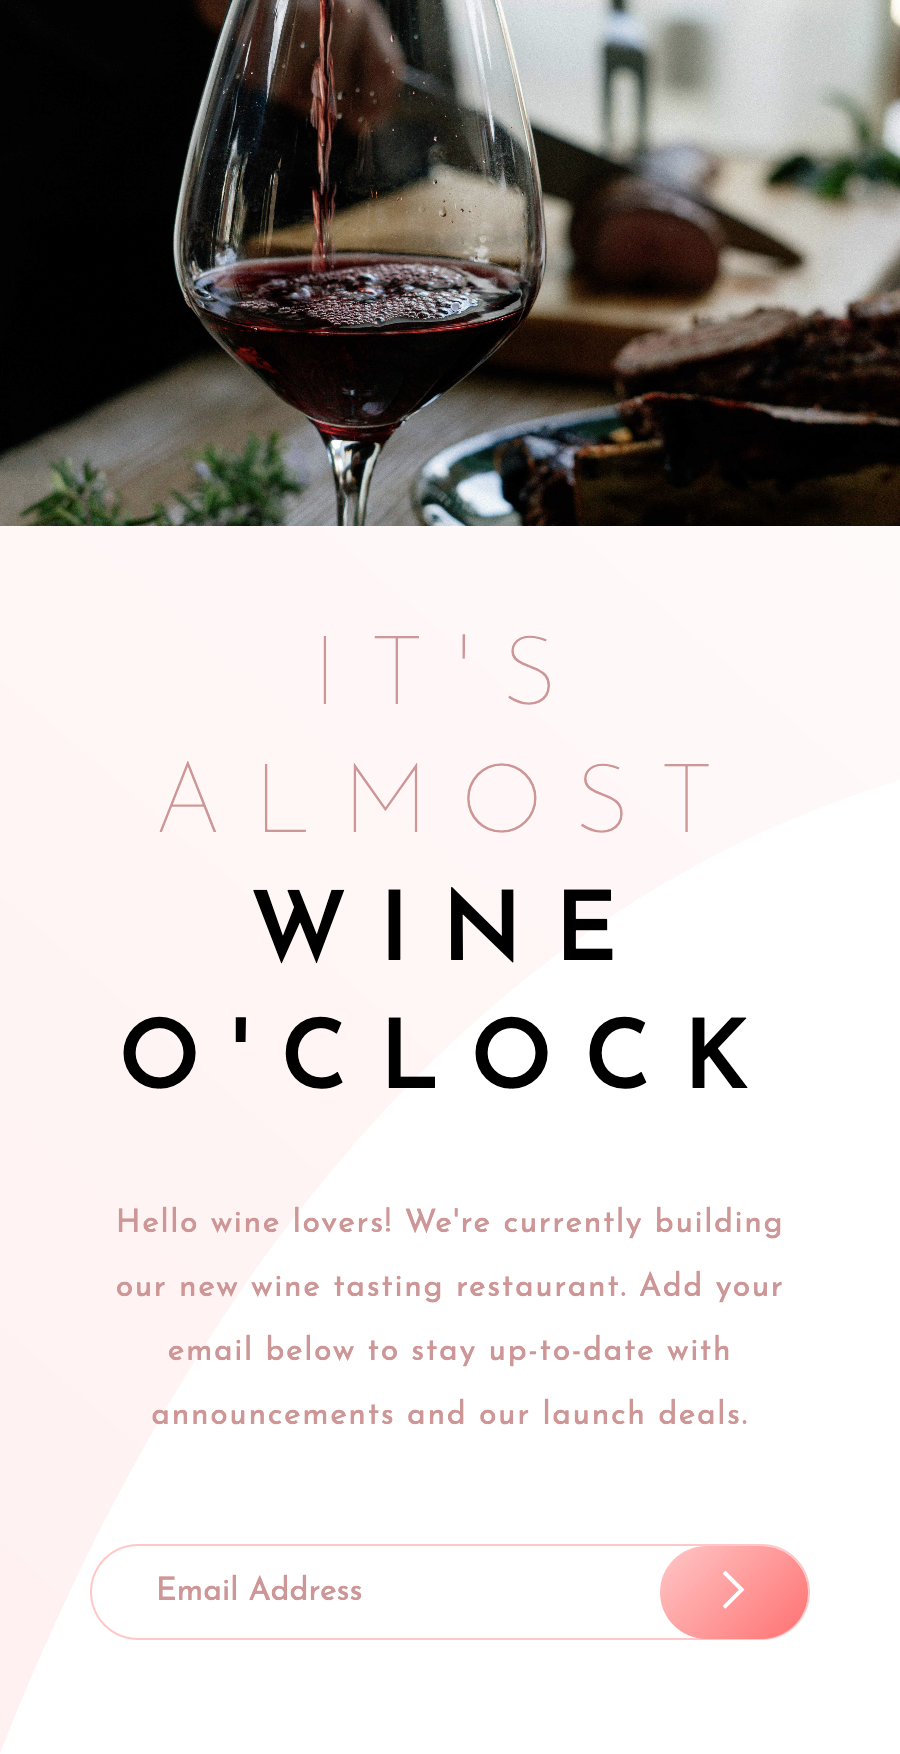 IT'S
ALMOST
WINE
O'CLOCK
Hello wine lovers! We're currently building
our new wine tasting restaurant. Add your
email below to stay up-to-date with
announcements and our launch deals.
Email Address